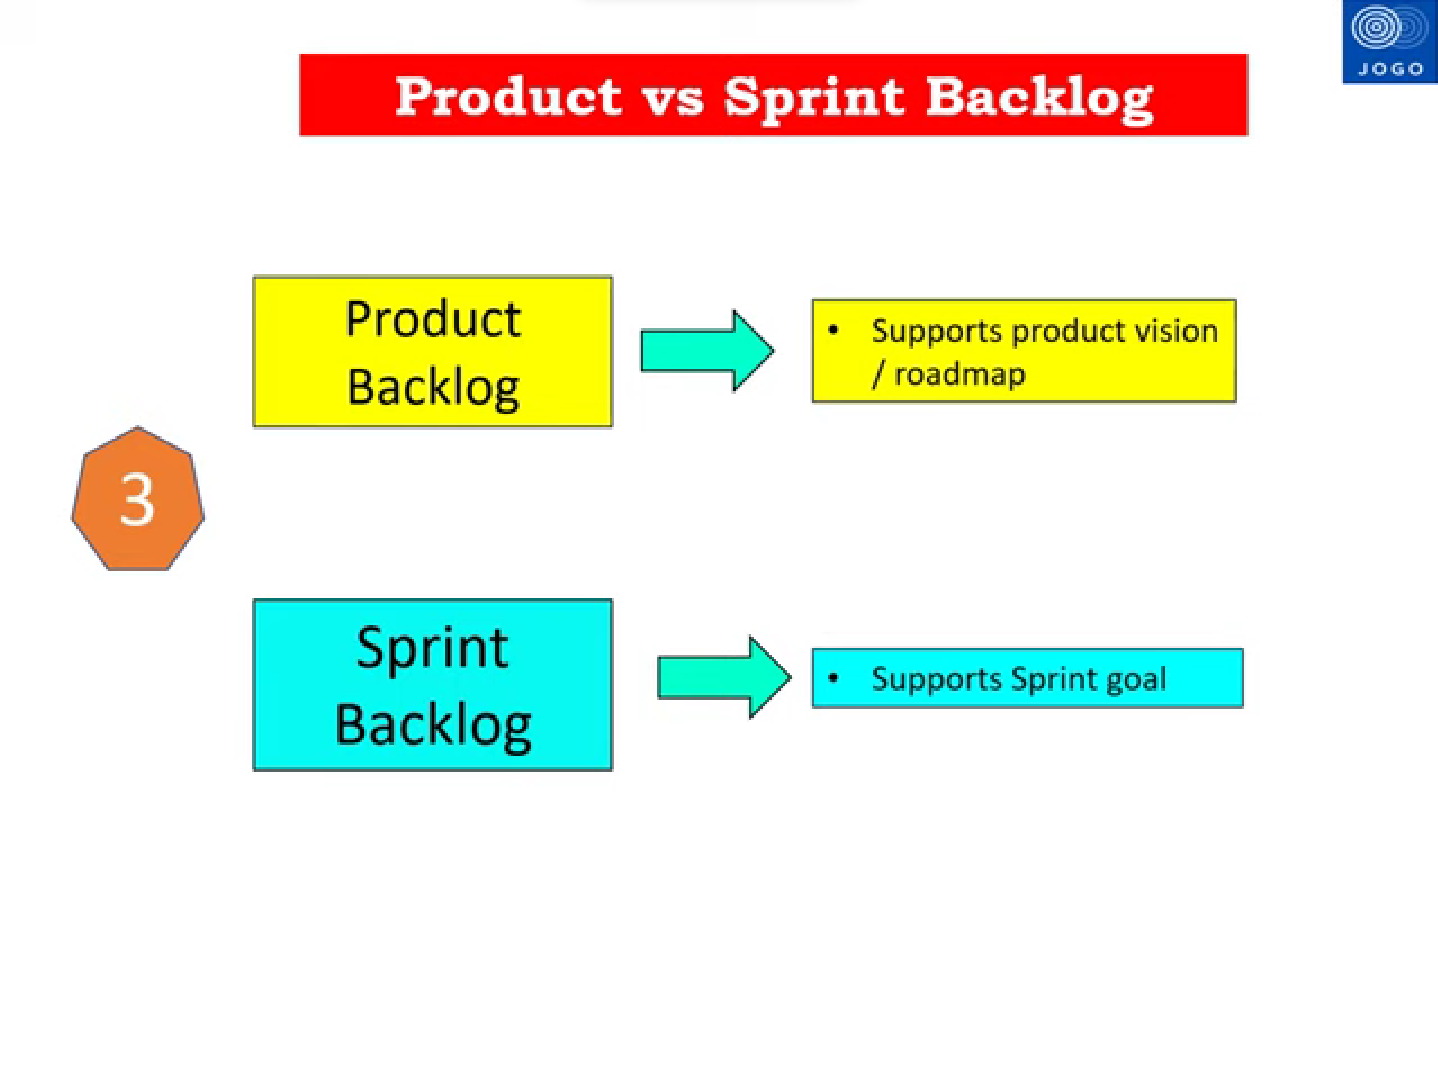 JOGO
Product vs Sprint Backlog
Product
Backlog
• Supports product vision
/ roadmap
3
Sprint
Backlog
• Supports Sprint goal